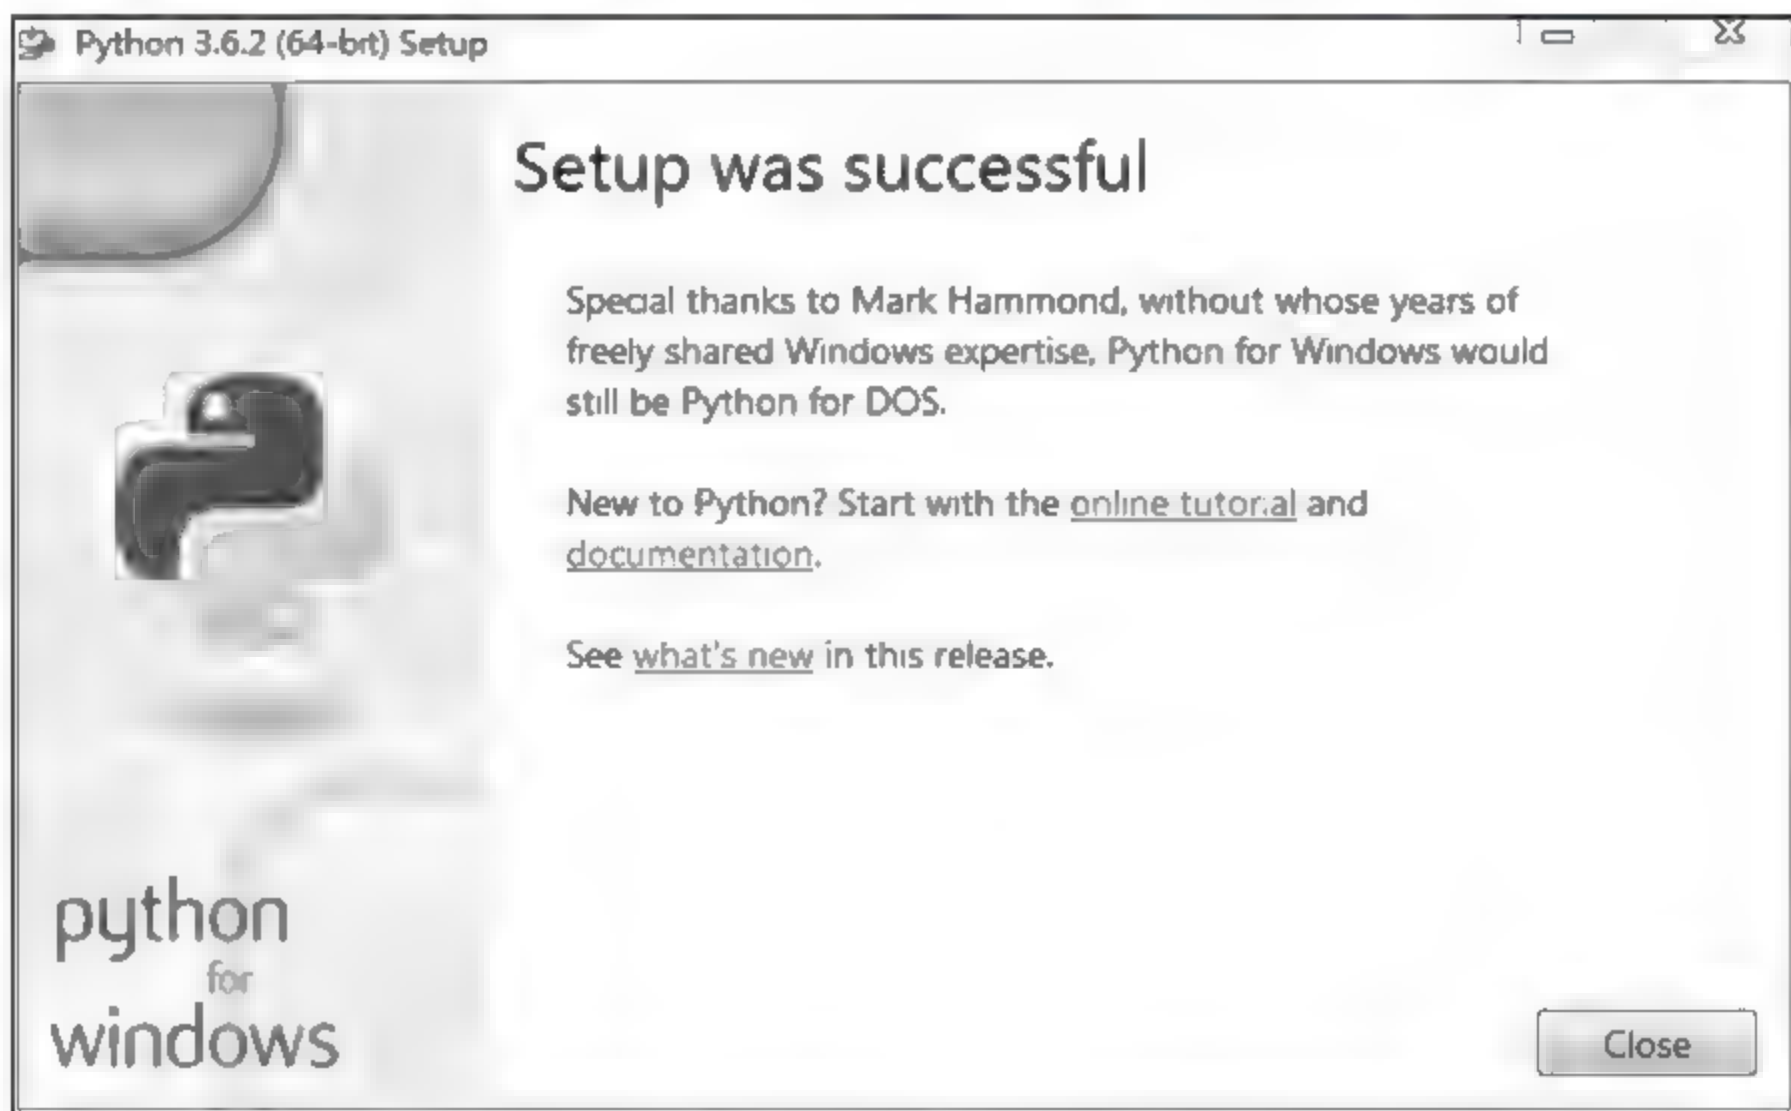 Python 3.6.2 (64-bit) Setup
Setup was successful
Special thanks to Mark Hammond, without whose years of
freely shared Windows expertise, Python for Windows would
still be Python for DOS.
New to Python? Start with the online tutorial and
documentation.
See what's new in this release.
python
for
windows
Close